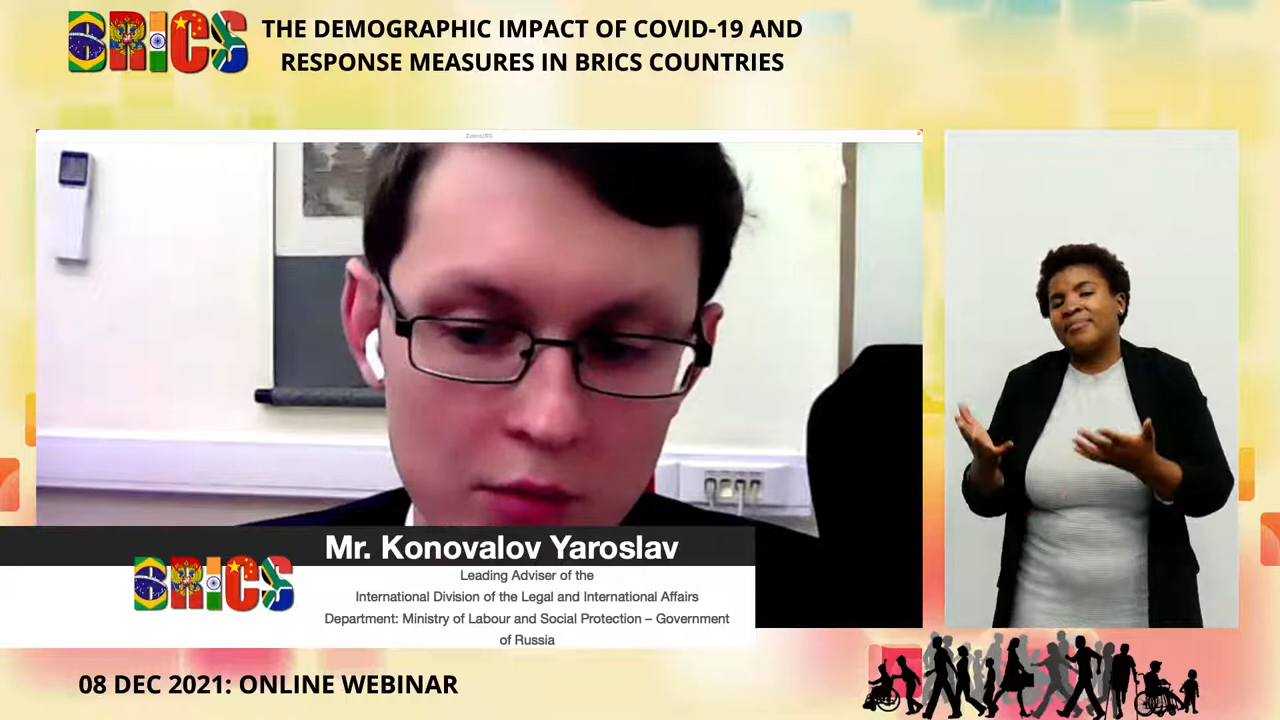 BRICS
THE DEMOGRAPHIC IMPACT OF COVID-19 AND
RESPONSE MEASURES IN BRICS COUNTRIES
Mr. Konovalov Yaroslav
BRICS
Leading Adviser of the
International Division of the Legal and International Affairs
Department: Ministry of Labour and Social Protection – Government
of Russia
08 DEC 2021: ONLINE WEBINAR